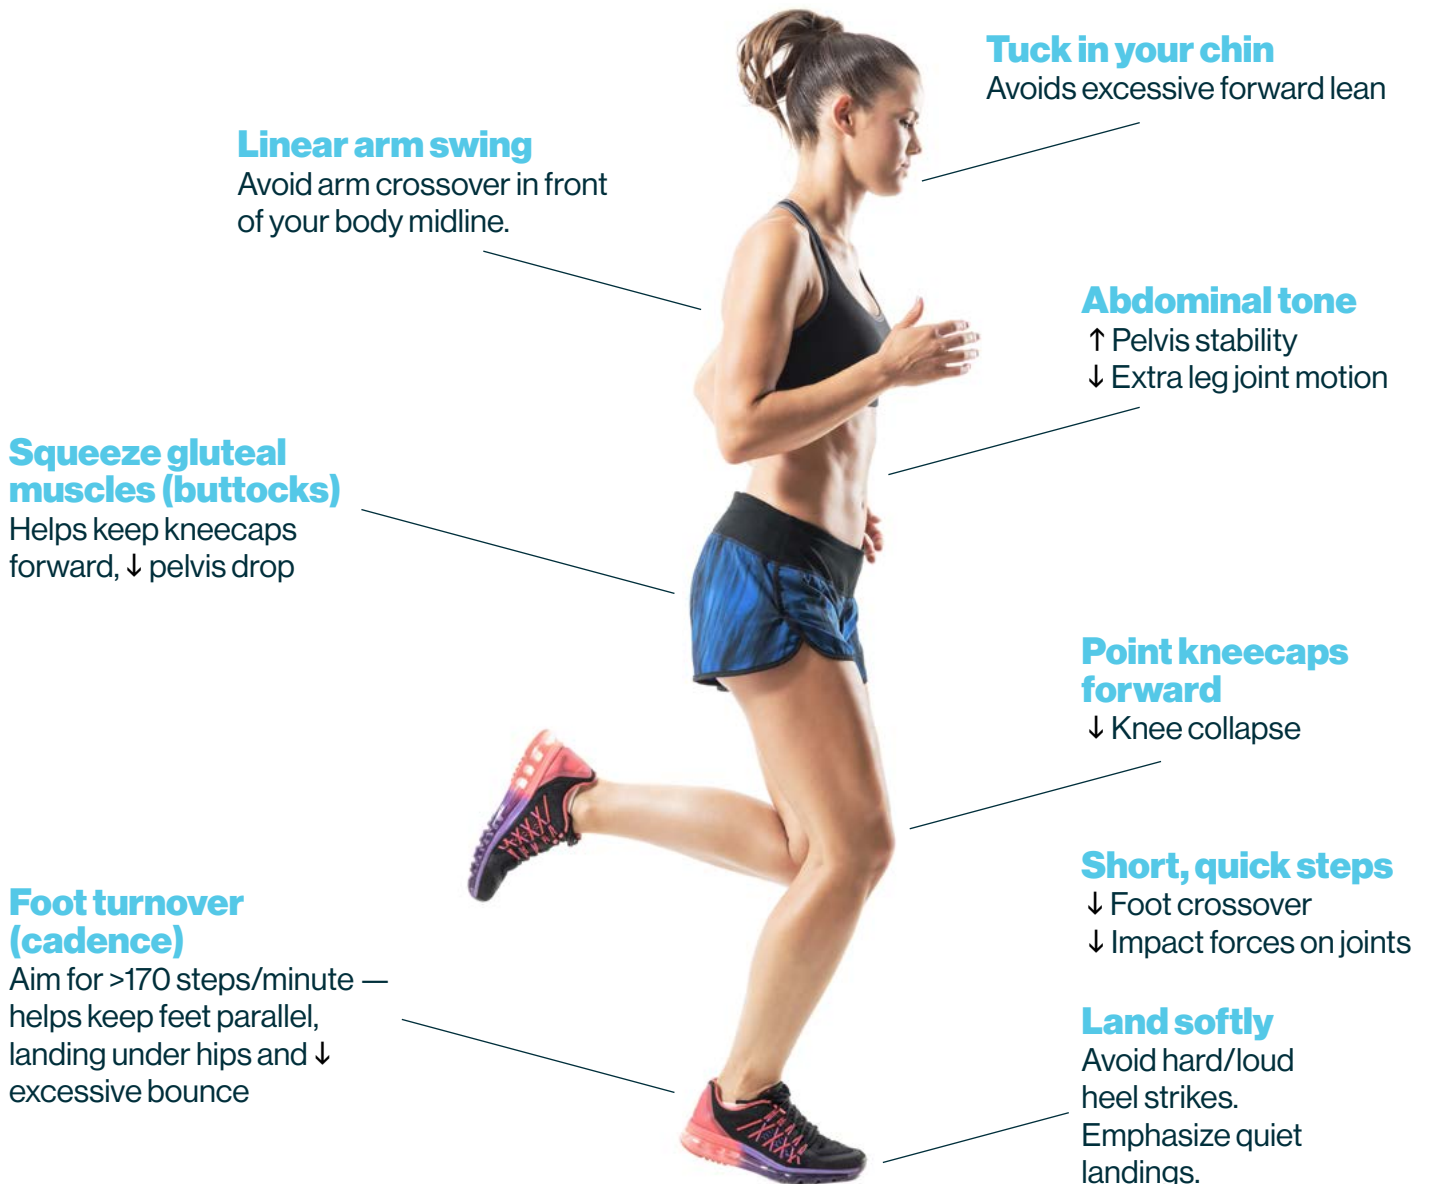 Tuck in your chin
Avoids excessive forward lean
Linear arm swing
Avoid arm crossover in front
of your body midline.
Abdominal tone
↑ Pelvis stability
↓ Extra leg joint motion
Squeeze gluteal
muscles (buttocks)
Helps keep kneecaps
forward, ↓ pelvis drop
Point kneecaps
forward
↓ Knee collapse
Short, quick steps
↓ Foot crossover
↓ Impact forces on joints
Foot turnover
(cadence)
Aim for >170 steps/minute —
helps keep feet parallel,
landing under hips and ↓
excessive bounce
Land softly
Avoid hard/loud
heel strikes.
Emphasize quiet
landings.